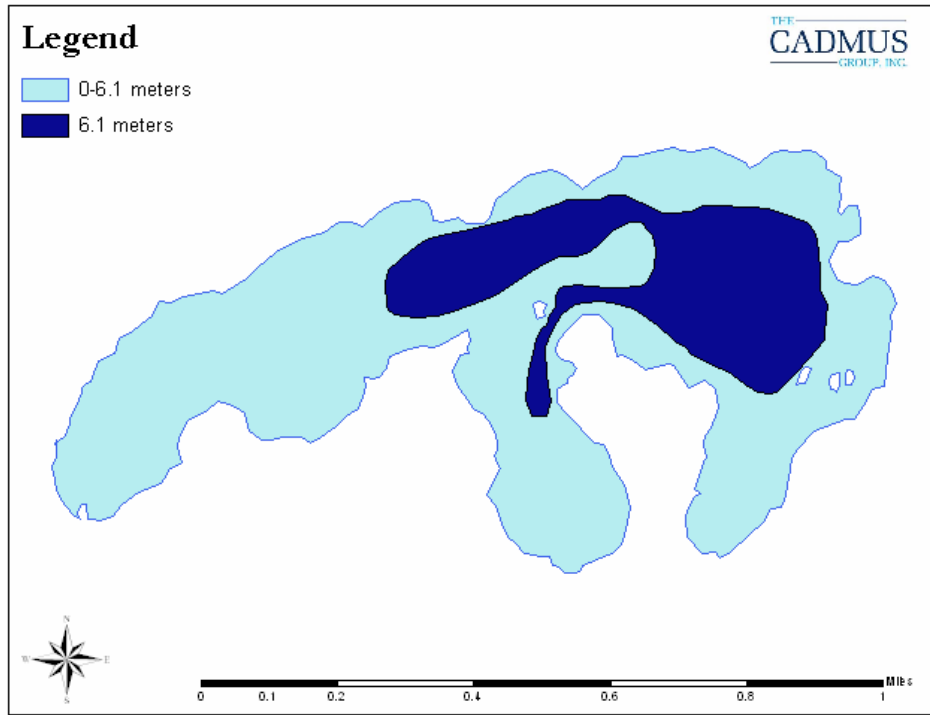 Legend
THE
CADMUS
GROUP, INC.
0-6.1 meters
6.1 meters
N
W E
S
Miles
0 0.1 0.2 0.4 0.6 0.8 1